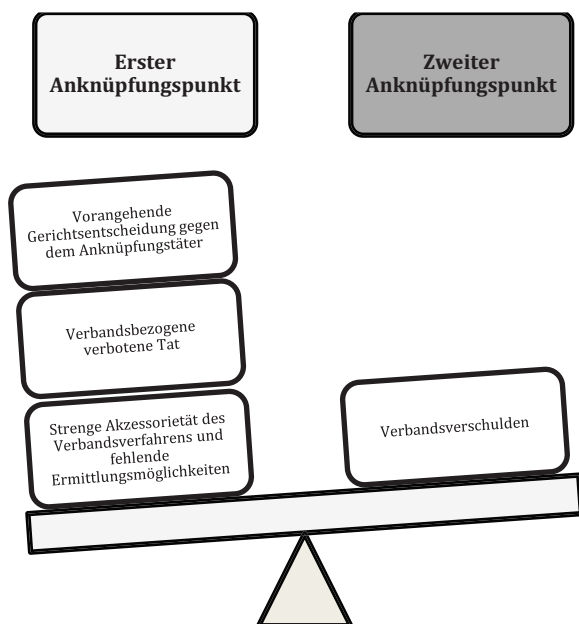 Erster
Anknüpfungspunkt
Zweiter
Anknüpfungspunkt
Vorangehende
Gerichtsentscheidung gegen
dem Anknüpfungstäter
Verbandsbezogene
verbotene Tat
Strenge Akzessorietät des
Verbandsverfahrens und
fehlende
Ermittlungsmöglichkeiten
Verbandsverschulden